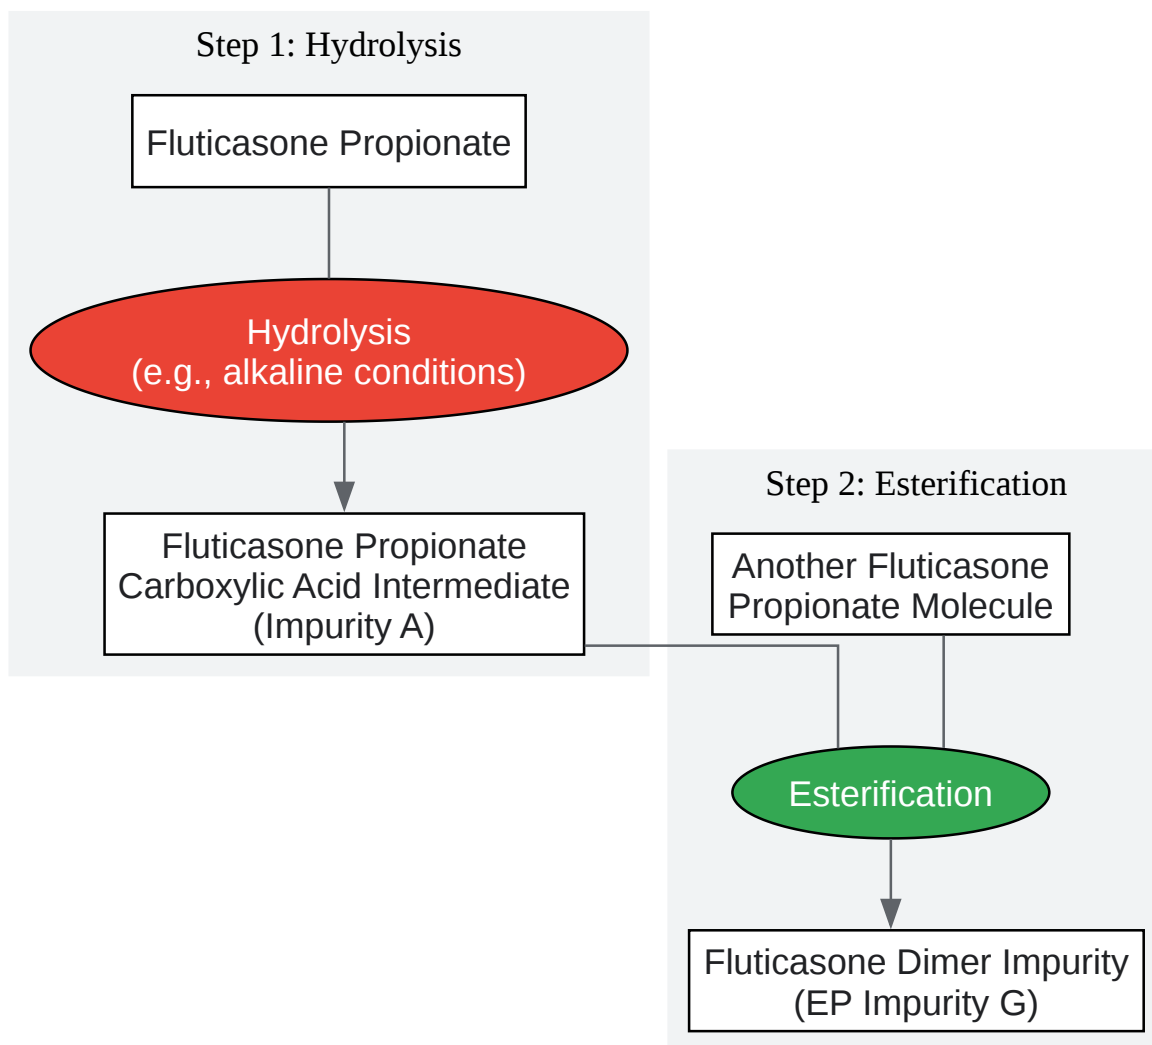 Step 1: Hydrolysis
Fluticasone Propionate
Hydrolysis
(e.g., alkaline conditions)
Fluticasone Propionate
Carboxylic Acid Intermediate
(Impurity A)
Step 2: Esterification
Another Fluticasone
Propionate Molecule
Esterification
Fluticasone Dimer Impurity
(EP Impurity G)